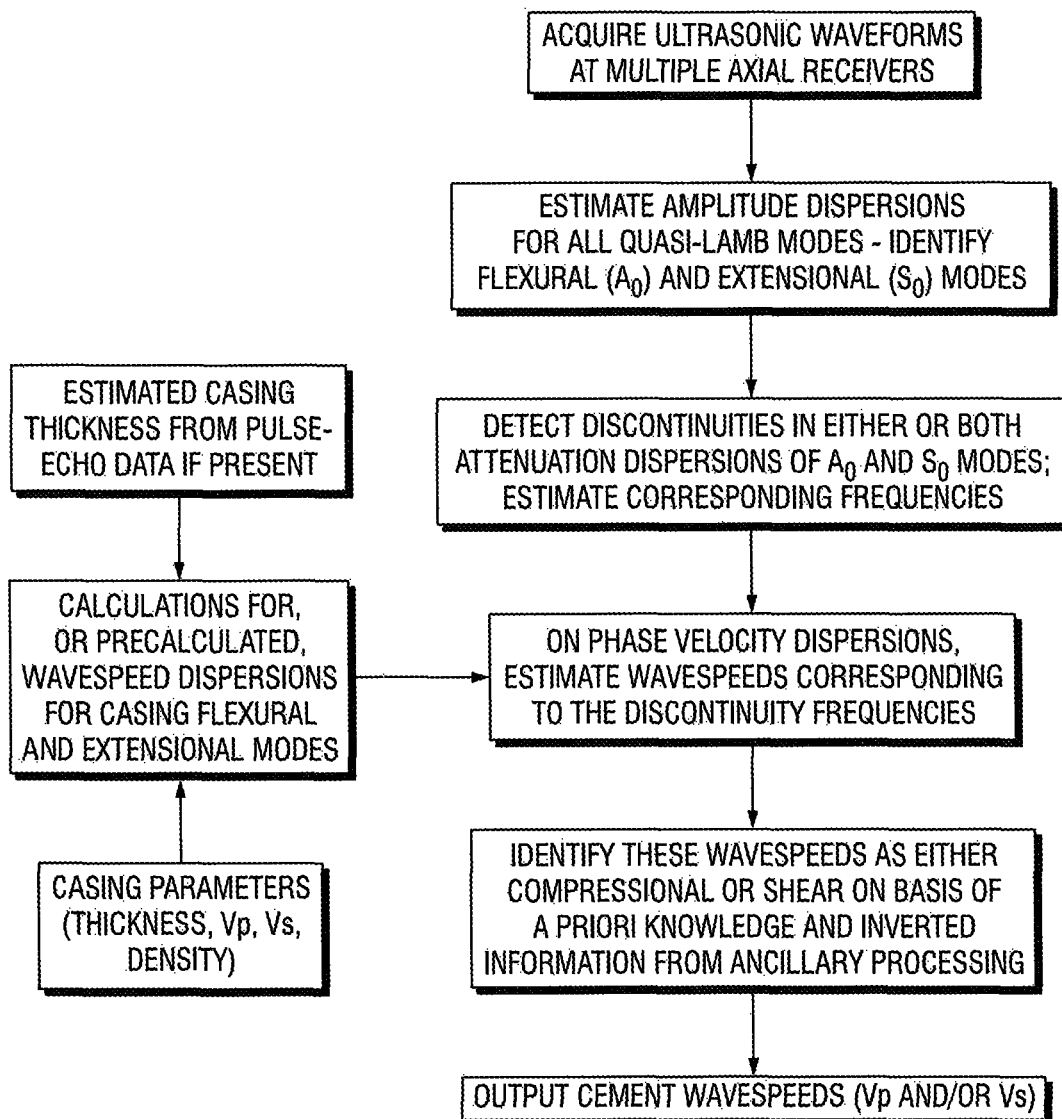 ACQUIRE ULTRASONIC WAVEFORMS
AT MULTIPLE AXIAL RECEIVERS
ESTIMATE AMPLITUDE DISPERSIONS
FOR ALL QUASI-LAMB MODES - IDENTIFY
FLEXURAL (A0) AND EXTENSIONAL (S0) MODES
ESTIMATED CASING
THICKNESS FROM PULSE-
ECHO DATA IF PRESENT
DETECT DISCONTINUITIES IN EITHER OR BOTH
ATTENUATION DISPERSIONS OF A0 AND S0 MODES;
ESTIMATE CORRESPONDING FREQUENCIES
CALCULATIONS FOR,
OR PRECALCULATED,
WAVESPEED DISPERSIONS
FOR CASING FLEXURAL
AND EXTENSIONAL MODES
ON PHASE VELOCITY DISPERSIONS,
ESTIMATE WAVESPEEDS CORRESPONDING
TO THE DISCONTINUITY FREQUENCIES
CASING PARAMETERS
(THICKNESS, Vp, Vs,
DENSITY)
IDENTIFY THESE WAVESPEEDS AS EITHER
COMPRESSIONAL OR SHEAR ON BASIS OF
A PRIORI KNOWLEDGE AND INVERTED
INFORMATION FROM ANCILLARY PROCESSING
OUTPUT CEMENT WAVESPEEDS (Vp AND/OR Vs)